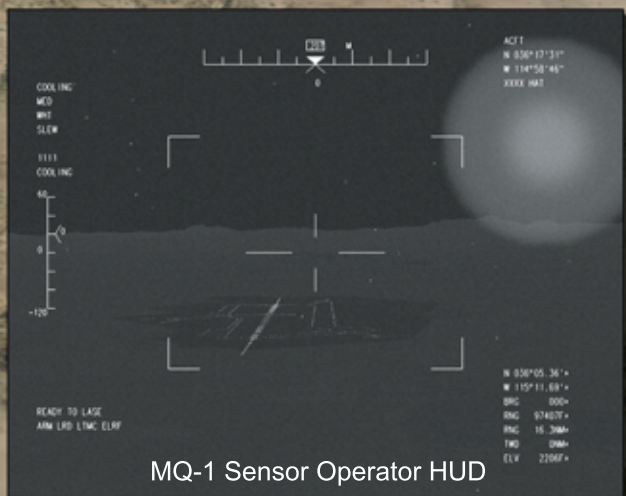 M
0
ACFT
N 036°17'31"
W 114°58'46"
XXXX HAT
COOLING
MED
WHT
SLEW
1111
COOLING
60
0
0
-120
N 036°05.36'*
W 115°11.69'*
BRG 000*
RNG 97407F*
RNG 16.3NM*
TWD 0NM*
ELV 2206F*
READY TO LASE
ARM LRD LTMC ELRF
MQ-1 Sensor Operator HUD